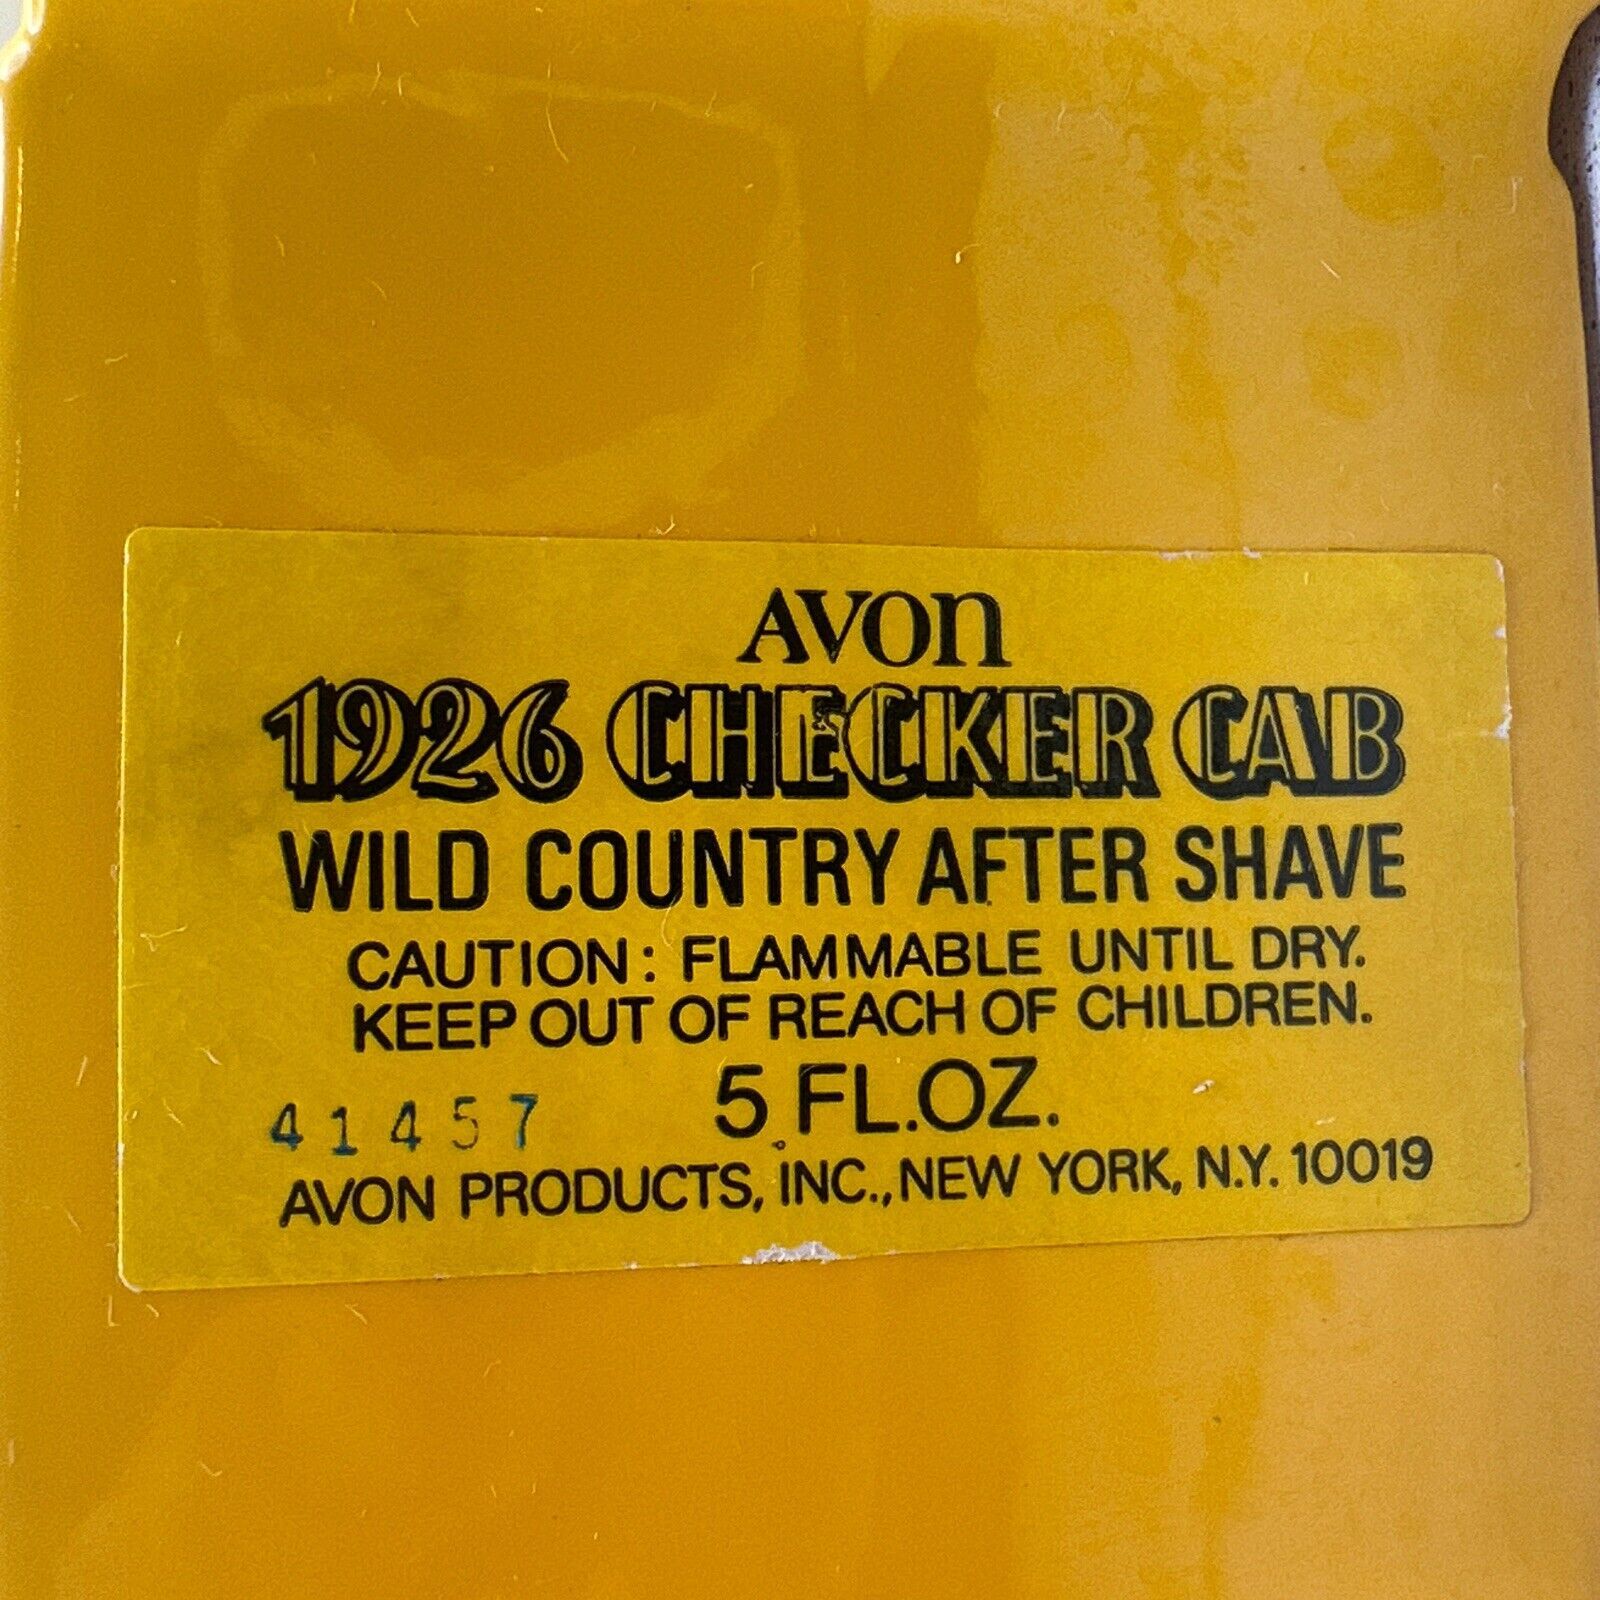 AVON
1926 CHECKER CAB
WILD COUNTRY AFTER SHAVE
CAUTION: FLAMMABLE UNTIL DRY.
KEEP OUT OF REACH OF CHILDREN.
41457 5 FL.OZ.
AVON PRODUCTS, INC., NEW YORK, N.Y. 10019